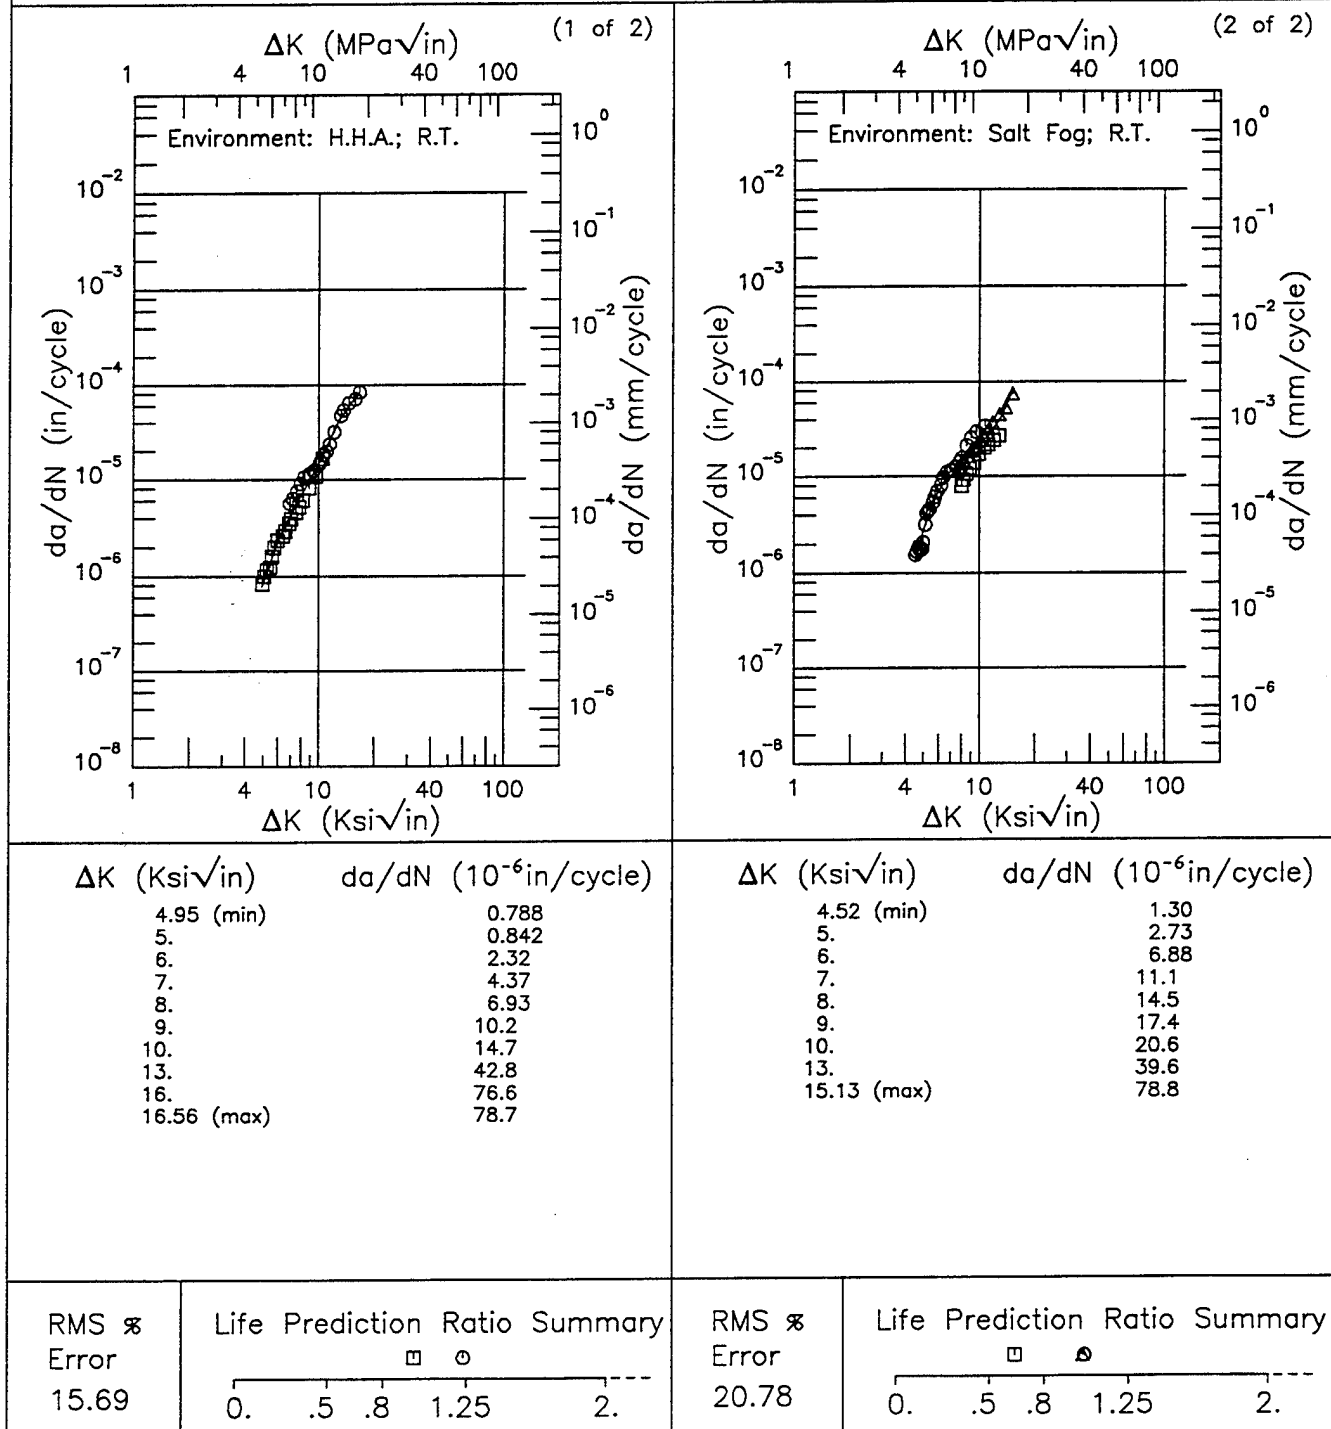 (1 of 2)
ΔK (MPa√in)
1 4 10 40 100
Environment: H.H.A.; R.T.
10⁰
10⁻²
10⁻¹
10⁻³
10⁻²
10⁻⁴
10⁻³
10⁻⁵
10⁻⁴
10⁻⁶
10⁻⁵
10⁻⁷
10⁻⁶
10⁻⁸
da/dN (in/cycle)
da/dN (mm/cycle)
1 4 10 40 100
ΔK (Ksi√in)
ΔK (Ksi√in) da/dN (10⁻⁶in/cycle)
4.95 (min) 0.788
5. 0.842
6. 2.32
7. 4.37
8. 6.93
9. 10.2
10. 14.7
13. 42.8
16. 76.6
16.56 (max) 78.7
RMS %
Error
15.69
Life Prediction Ratio Summary
0. .5 .8 1.25 2.
(2 of 2)
ΔK (MPa√in)
1 4 10 40 100
Environment: Salt Fog; R.T.
10⁰
10⁻²
10⁻¹
10⁻³
10⁻²
10⁻⁴
10⁻³
10⁻⁵
10⁻⁴
10⁻⁶
10⁻�5
10⁻⁷
10⁻⁶
10⁻⁸
da/dN (in/cycle)
da/dN (mm/cycle)
1 4 10 40 100
ΔK (Ksi√in)
ΔK (Ksi√in) da/dN (10⁻⁶in/cycle)
4.52 (min) 1.30
5. 2.73
6. 6.88
7. 11.1
8. 14.5
9. 17.4
10. 20.6
13. 39.6
15.13 (max) 78.8
RMS %
Error
20.78
Life Prediction Ratio Summary
0. .5 .8 1.25 2.